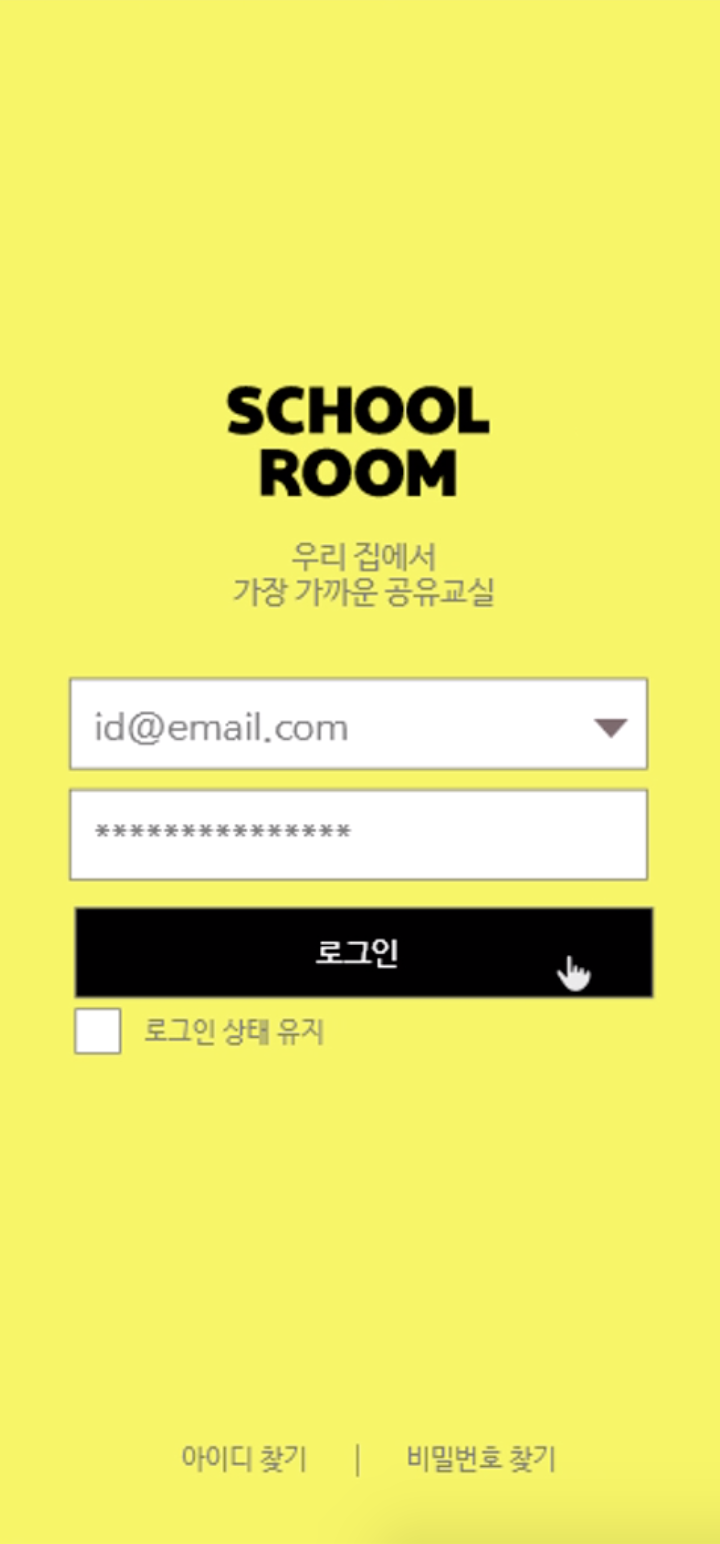 SCHOOL
ROOM
우리 집에서
가장 가까운 공유교실
id@email.com
***************
로그인
로그인 상태 유지
아이디 찾기 | 비밀번호 찾기